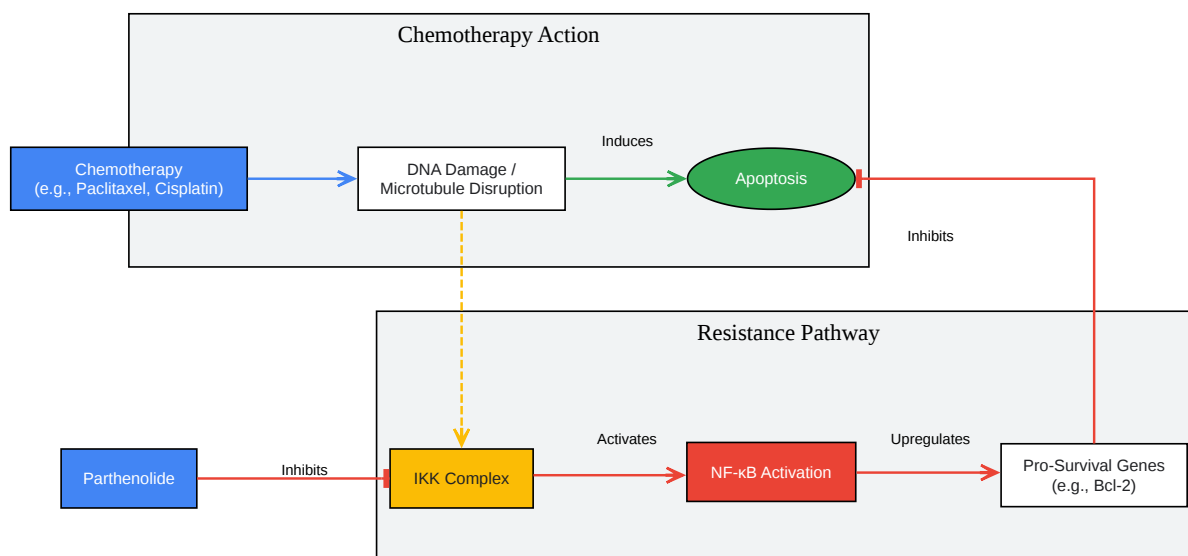 Chemotherapy Action
Induces
Chemotherapy
(e.g., Paclitaxel, Cisplatin)
DNA Damage /
Microtubule Disruption
Apoptosis
Inhibits
Resistance Pathway
Activates
Upregulates
Parthenolide
Inhibits
IKK Complex
NF-κB Activation
Pro-Survival Genes
(e.g., Bcl-2)